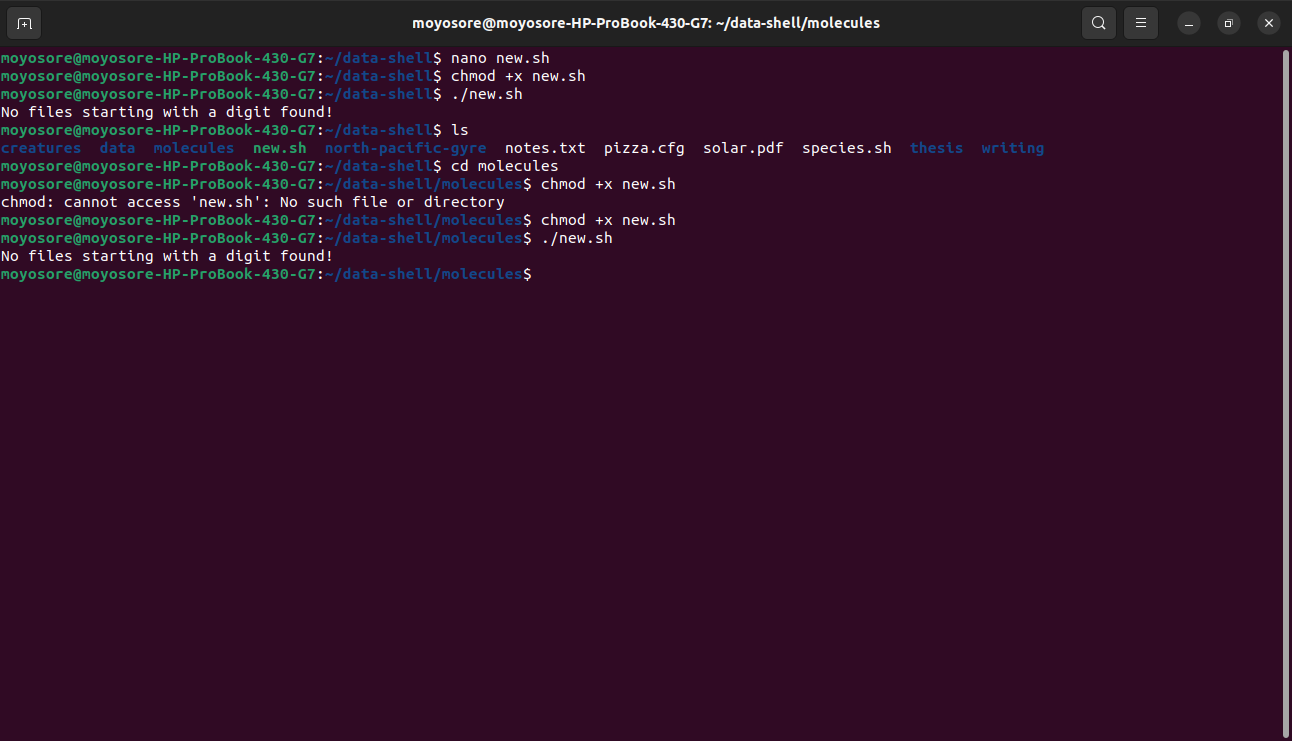 moyosore@moyosore-HP-ProBook-430-G7: ~/data-shell/molecules
moyosore@moyosore-HP-ProBook-430-G7:~/data-shell$ nano new.sh
moyosore@moyosore-HP-ProBook-430-G7:~/data-shell$ chmod +x new.sh
moyosore@moyosore-HP-ProBook-430-G7:~/data-shell$ ./new.sh
No files starting with a digit found!
moyosore@moyosore-HP-ProBook-430-G7:~/data-shell$ ls
creatures  data  molecules  new.sh  north-pacific-gyre  notes.txt  pizza.cfg  solar.pdf  species.sh  thesis  writing
moyosore@moyosore-HP-ProBook-430-G7:~/data-shell$ cd molecules
moyosore@moyosore-HP-ProBook-430-G7:~/data-shell/molecules$ chmod +x new.sh
chmod: cannot access 'new.sh': No such file or directory
moyosore@moyosore-HP-ProBook-430-G7:~/data-shell/molecules$ chmod +x new.sh
moyosore@moyosore-HP-ProBook-430-G7:~/data-shell/molecules$ ./new.sh
No files starting with a digit found!
moyosore@moyosore-HP-ProBook-430-G7:~/data-shell/molecules$